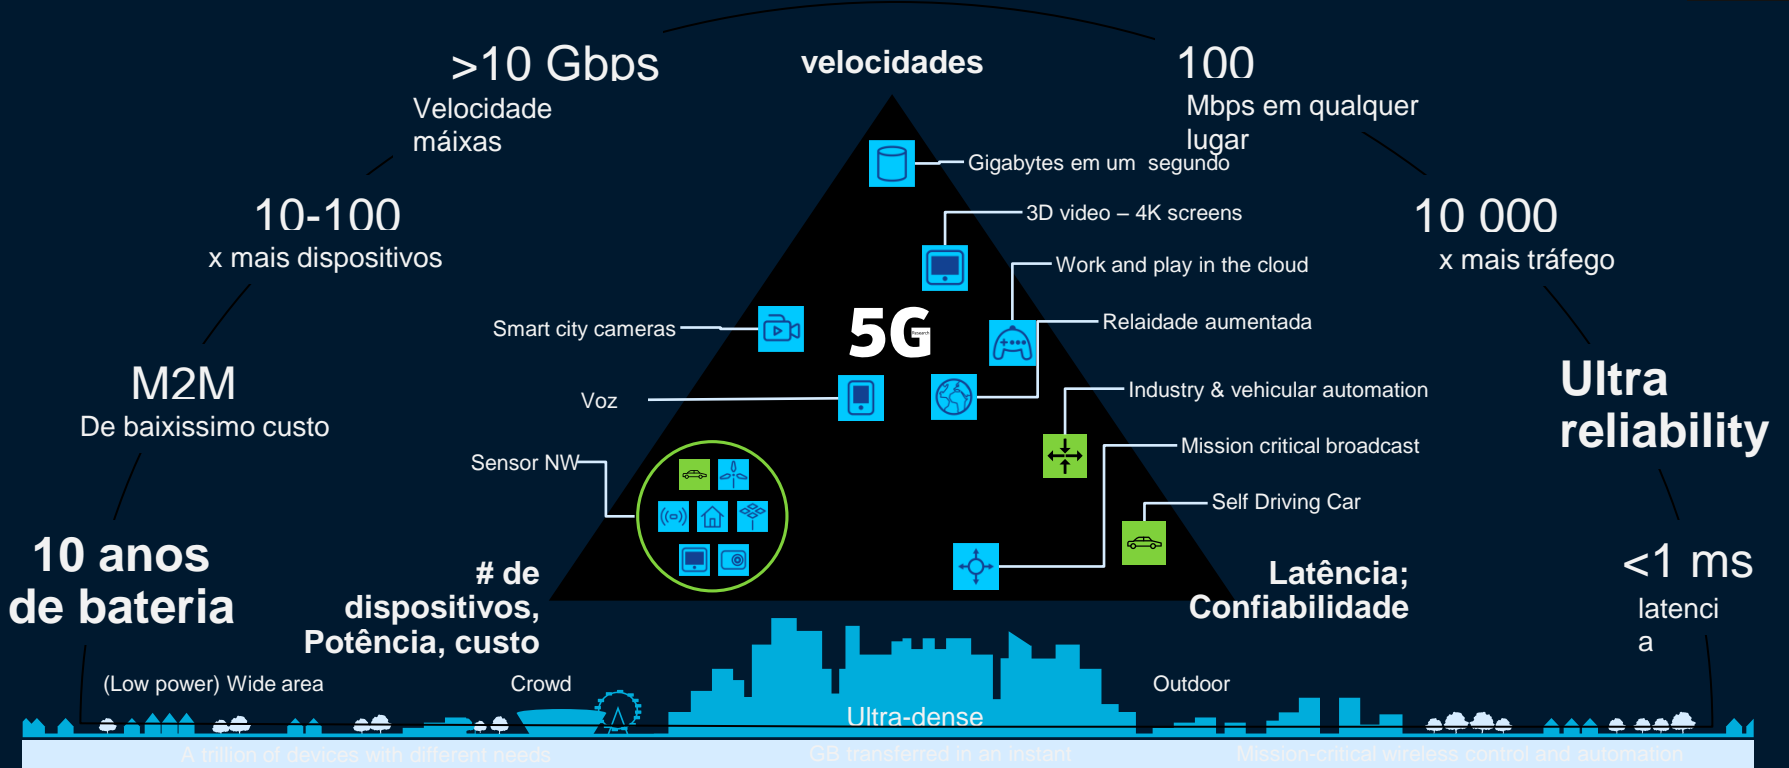 >10 Gbps
Velocidade
máixas
velocidades
100
Mbps em qualquer
lugar
Gigabytes em um segundo
10-100
x mais dispositivos
3D video – 4K screens
10 000
x mais tráfego
Work and play in the cloud
Smart city cameras
5G
Research
Relaidade aumentada
M2M
De baixissimo custo
Voz
Industry & vehicular automation
Ultra
reliability
Sensor NW
Mission critical broadcast
Self Driving Car
10 anos
de bateria
# de
dispositivos,
Potência, custo
Latência;
Confiabilidade
<1 ms
latenci
a
(Low power) Wide area
Crowd
Ultra-dense
Outdoor
A trillion of devices with different needs
GB transferred in an instant
Mission-critical wireless control and automation